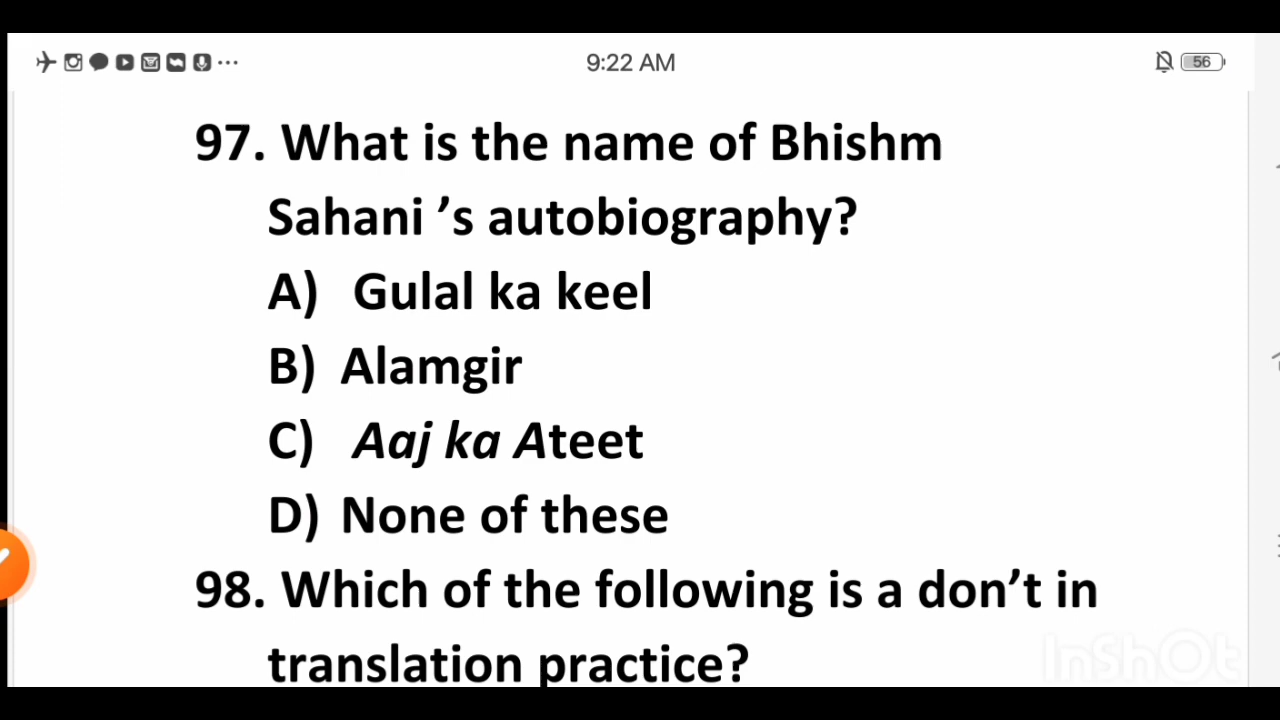 9:22 AM
56
97. What is the name of Bhishm
Sahani ’s autobiography?
A) Gulal ka keel
B) Alamgir
C) Aaj ka Ateet
D) None of these
98. Which of the following is a don’t in
translation practice?
InShOt